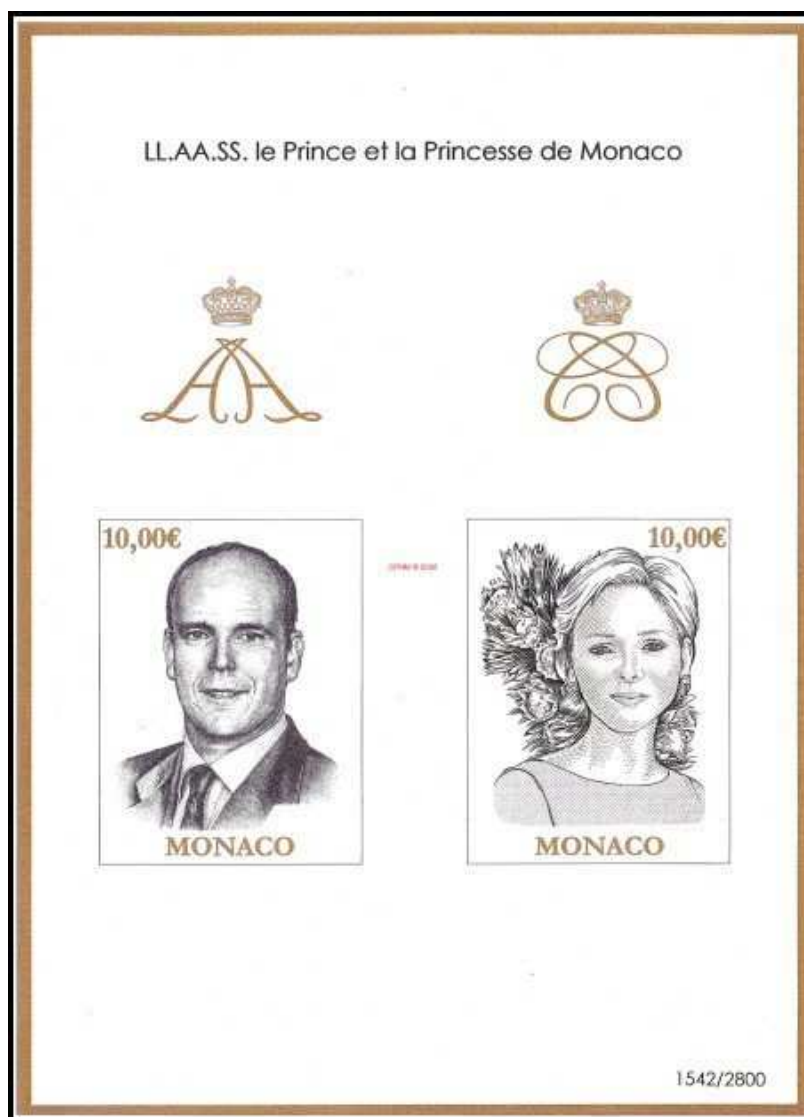 LL.AA.SS. le Prince et la Princesse de Monaco
10,00€
10,00€
MONACO
MONACO
1542/2800